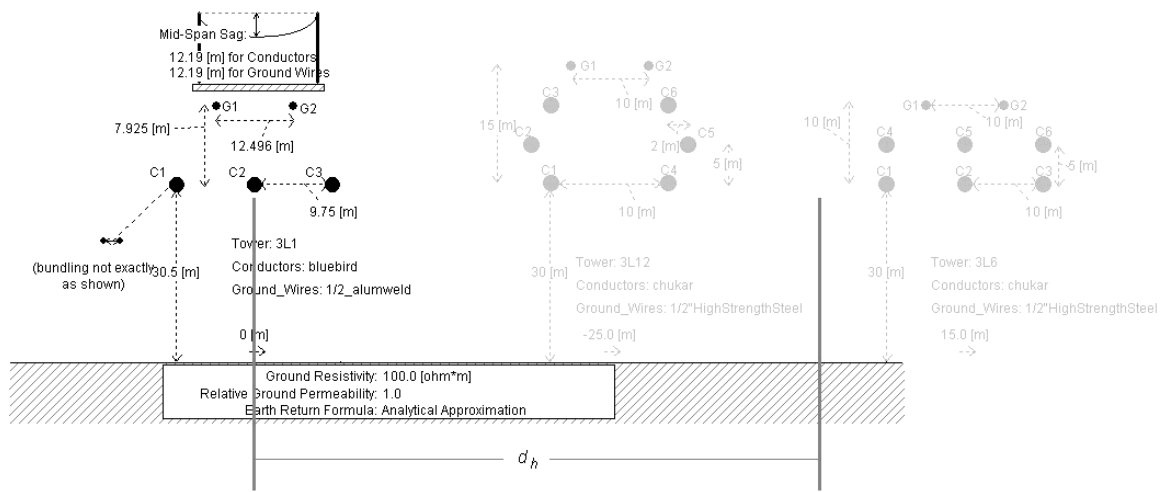 Mid-Span Sag:
12.19 [m] for Conductors
12.19 [m] for Ground Wires
G1
G2
7.925 [m]
12.496 [m]
C1
C2
C3
9.75 [m]
30.5 [m]
(bundling not exactly
as shown)
Tower: 3L1
Conductors: bluebird
Ground_Wires: 1/2_alumweld
0 [m]
G1
G2
10 [m]
C3
C6
15 [m]
C2
C5
2 [m]
5 [m]
C1
C4
10 [m]
30 [m]
Tower: 3L12
Conductors: chukar
Ground_Wires: 1/2"HighStrengthSteel
-25.0 [m]
G1
G2
10 [m]
10 [m]
C4
C5
C6
5 [m]
C1
C2
C3
10 [m]
30 [m]
Tower: 3L6
Conductors: chukar
Ground_Wires: 1/2"HighStrengthSteel
15.0 [m]
Ground Resistivity: 100.0 [ohm*m]
Relative Ground Permeability: 1.0
Earth Return Formula: Analytical Approximation
d h